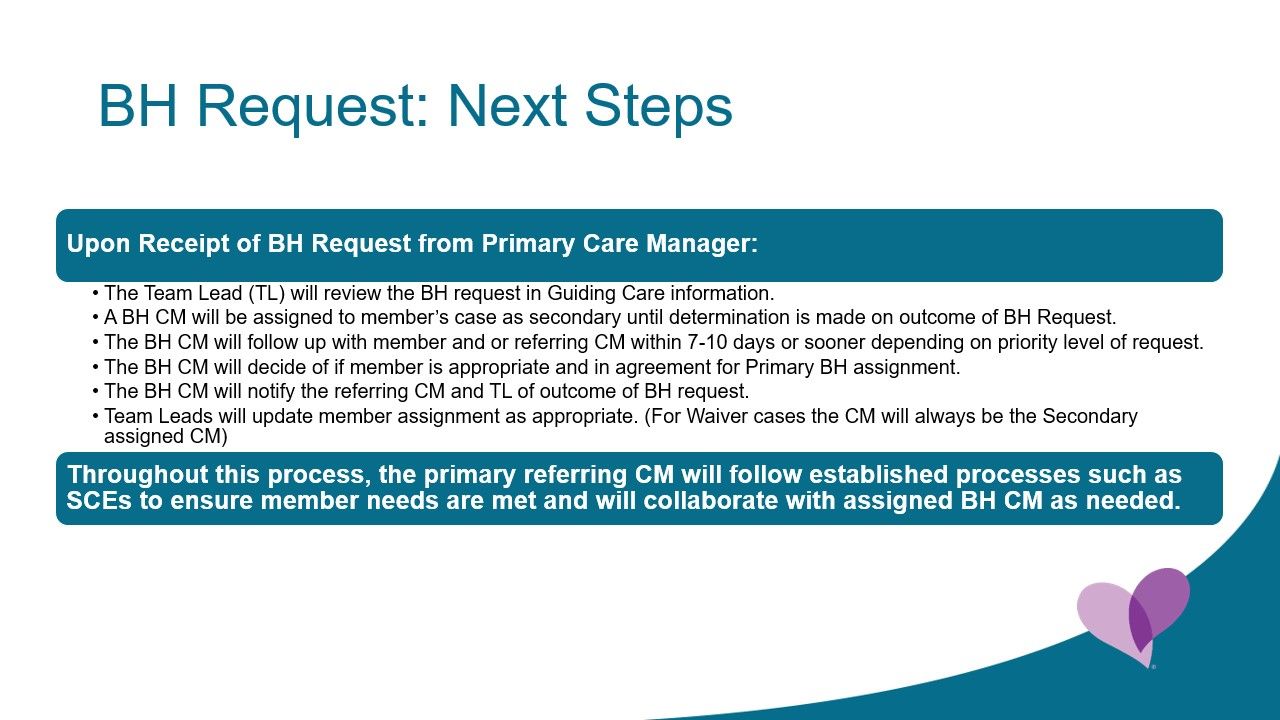 BH Request: Next Steps
Upon Receipt of BH Request from Primary Care Manager:
• The Team Lead (TL) will review the BH request in Guiding Care information.
• A BH CM will be assigned to member’s case as secondary until determination is made on outcome of BH Request.
• The BH CM will follow up with member and or referring CM within 7-10 days or sooner depending on priority level of request.
• The BH CM will decide of if member is appropriate and in agreement for Primary BH assignment.
• The BH CM will notify the referring CM and TL of outcome of BH request.
• Team Leads will update member assignment as appropriate. (For Waiver cases the CM will always be the Secondary
assigned CM)
Throughout this process, the primary referring CM will follow established processes such as
SCEs to ensure member needs are met and will collaborate with assigned BH CM as needed.
®